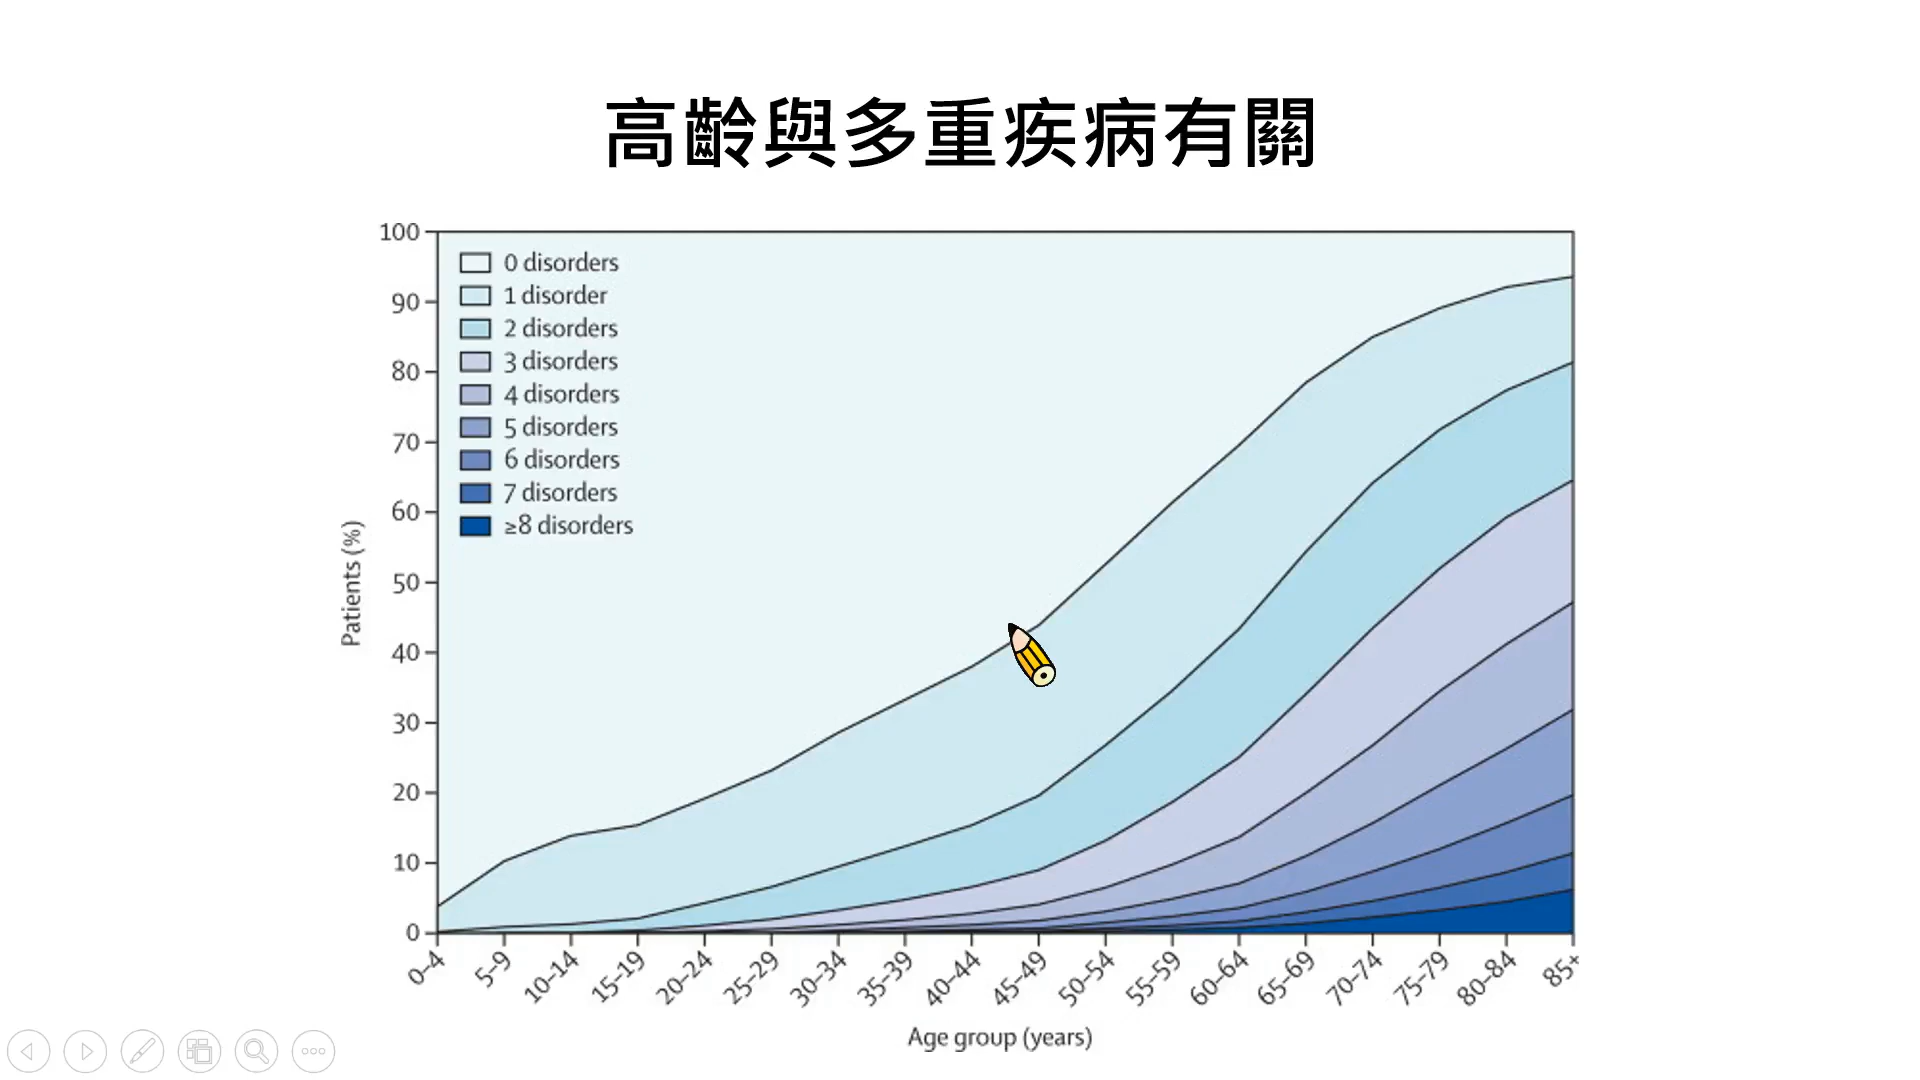 高齡與多重疾病有關
100
90
80
70
60
50
40
30
20
10
0
Patients (%)
0 disorders
1 disorder
2 disorders
3 disorders
4 disorders
5 disorders
6 disorders
7 disorders
≥8 disorders
0–4
5–9
10–14
15–19
20–24
25–29
30–34
35–39
40–44
45–49
50–54
55–59
60–64
65–69
70–74
75–79
80–84
85+
Age group (years)